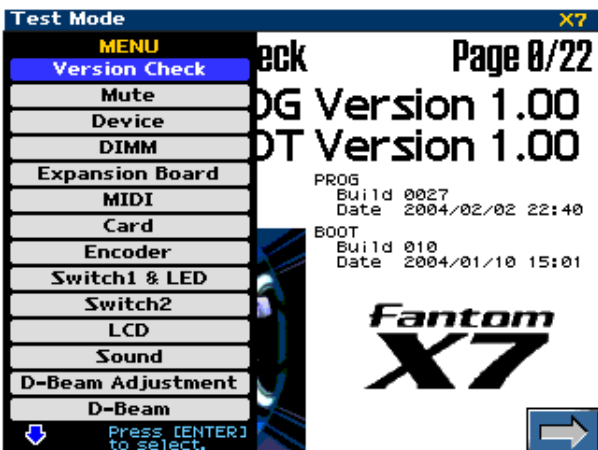 Test Mode
X7
MENU
Version Check
Mute
Device
DIMM
Expansion Board
MIDI
Card
Encoder
Switch1 & LED
Switch2
LCD
Sound
D-Beam Adjustment
D-Beam
Press [ENTER]
to select.
eck
Page 0/22
OG Version 1.00
OT Version 1.00
PROG
Build 0027
Date 2004/02/02 22:40
BOOT
Build 010
Date 2004/01/10 15:01
Fantom
X7